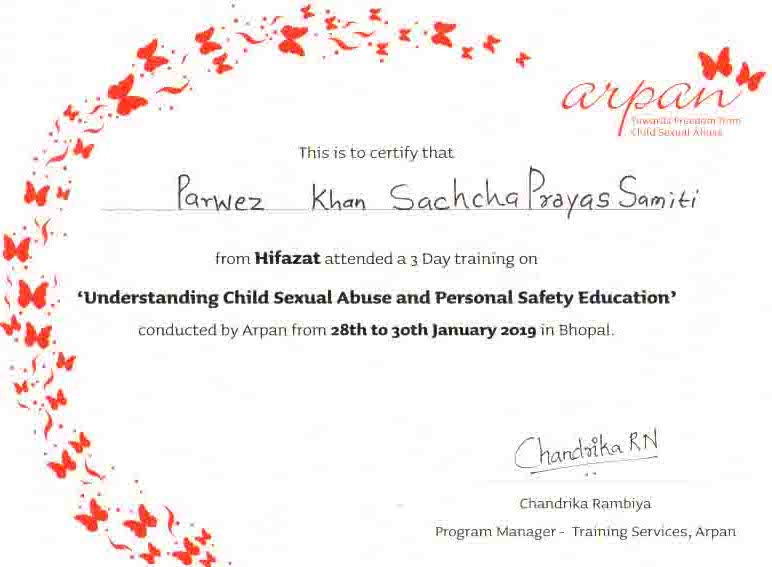 arpan
Towards Freedom from
Child Sexual Abuse
This is to certify that
Parwez Khan Sachcha Prayas Samiti
from Hifazat attended a 3 Day training on
‘Understanding Child Sexual Abuse and Personal Safety Education’
conducted by Arpan from 28th to 30th January 2019 in Bhopal.
Chandrika RN
Chandrika Rambiya
Program Manager - Training Services, Arpan